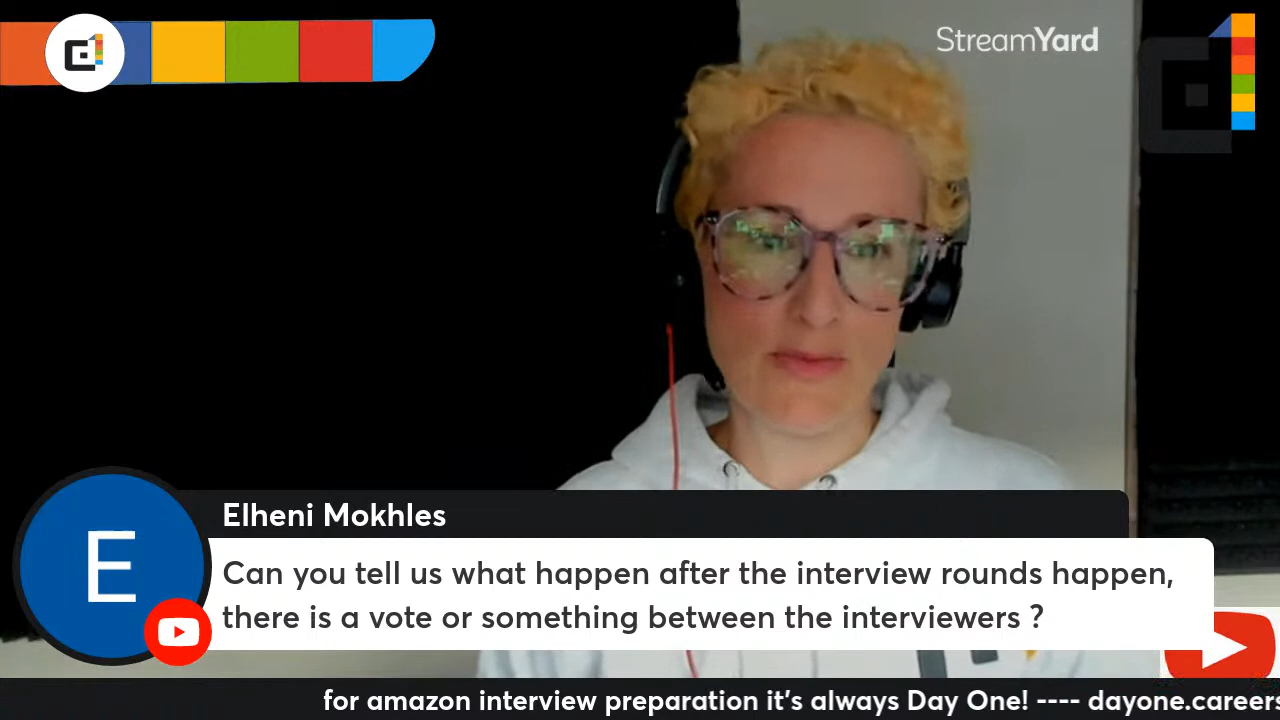 StreamYard
E
Elheni Mokhles
Can you tell us what happen after the interview rounds happen,
there is a vote or something between the interviewers ?
for amazon interview preparation it's always Day One! ---- dayone.careers